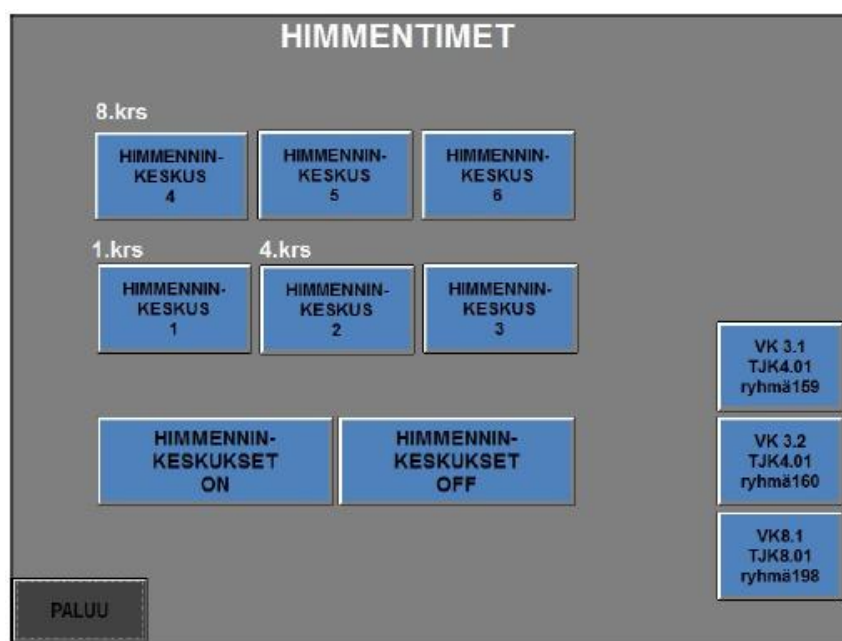 HIMMENTIMET
8.krs
HIMMENNIN-
KESKUS
4
HIMMENNIN-
KESKUS
5
HIMMENNIN-
KESKUS
6
1.krs
4.krs
HIMMENNIN-
KESKUS
1
HIMMENNIN-
KESKUS
2
HIMMENNIN-
KESKUS
3
VK 3.1
TJK4.01
ryhmä159
HIMMENNIN-
KESKUKSET
ON
HIMMENNIN-
KESKUKSET
OFF
VK 3.2
TJK4.01
ryhmä160
VK8.1
TJK8.01
ryhmä198
PALUU